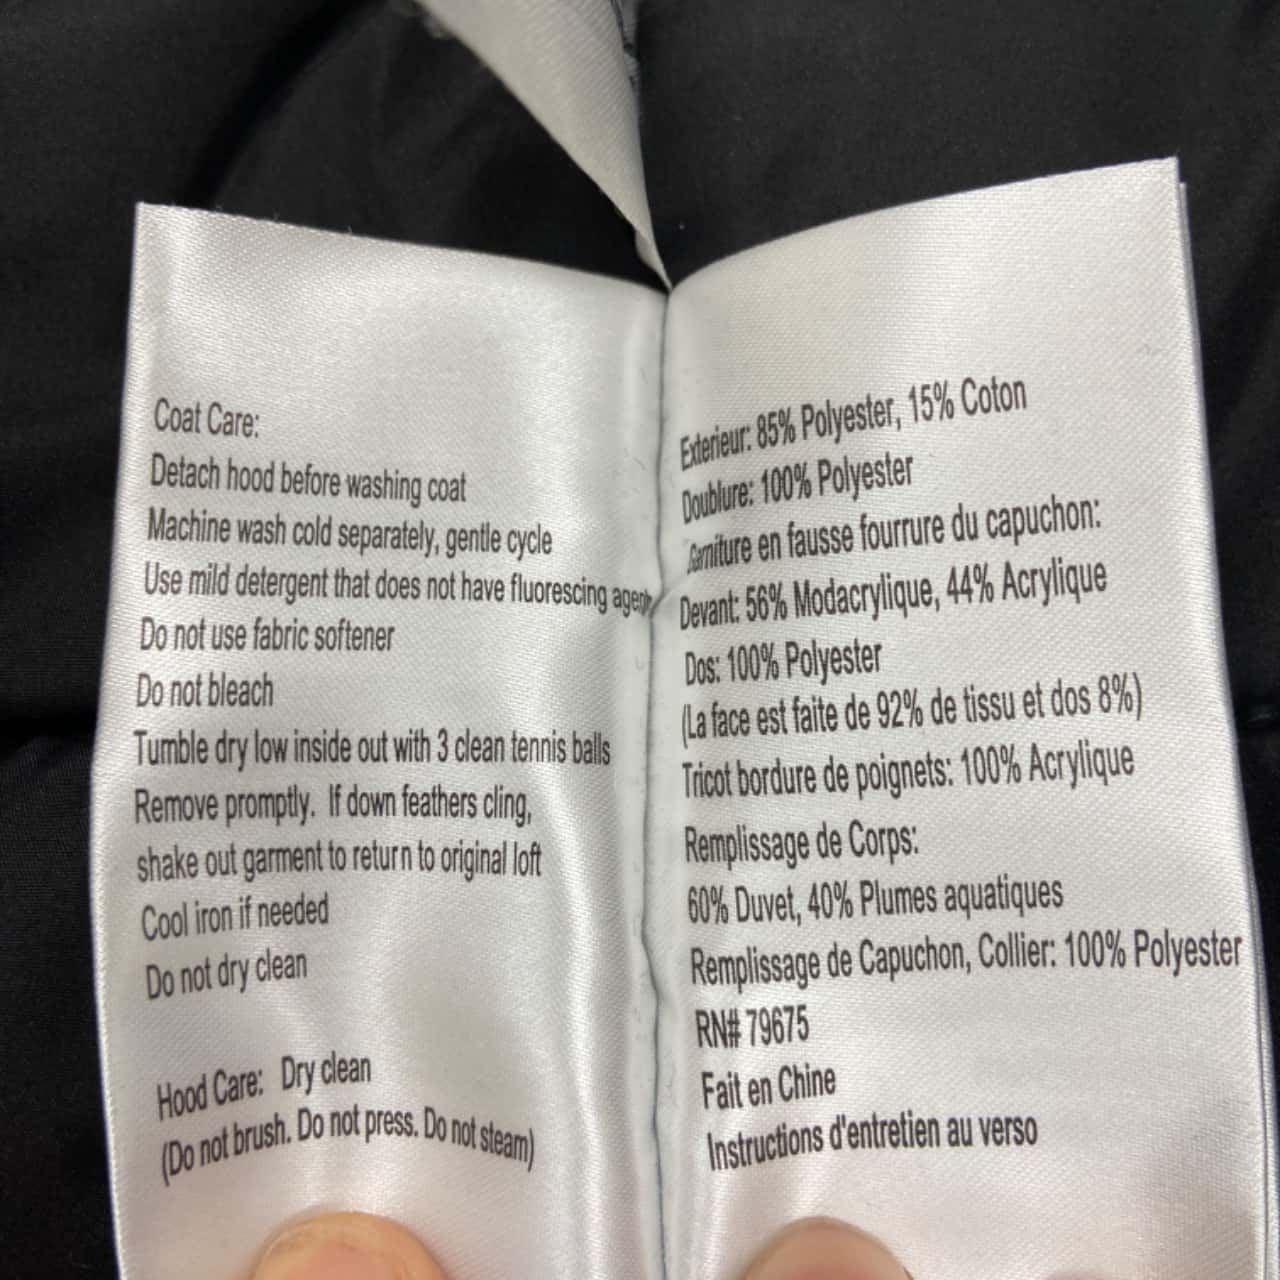 Coat Care:
Detach hood before washing coat
Machine wash cold separately, gentle cycle
Use mild detergent that does not have fluorescing
Do not use fabric softener
Do not bleach
Tumble dry low inside out with 3 clean tennis balls
Remove promptly. If down feathers cling,
shake out garment to return to original loft
Cool iron if needed
Do not dry clean
Hood Care: Dry clean
(Do not brush. Do not press. Do not steam)
Exterieur: 85% Polyester, 15% Coton
Doublure: 100% Polyester
Garniture en fausse fourrure du capuchon:
Devant: 56% Modacrylique, 44% Acrylique
Dos: 100% Polyester
(La face est faite de 92% de tissu et dos 8%)
Tricot bordure de poignets: 100% Acrylique
Remplissage de Corps:
60% Duvet, 40% Plumes aquatiques
Remplissage de Capuchon, Collier: 100% Polyester
RN# 79675
Fait en Chine
Instructions d'entretien au verso